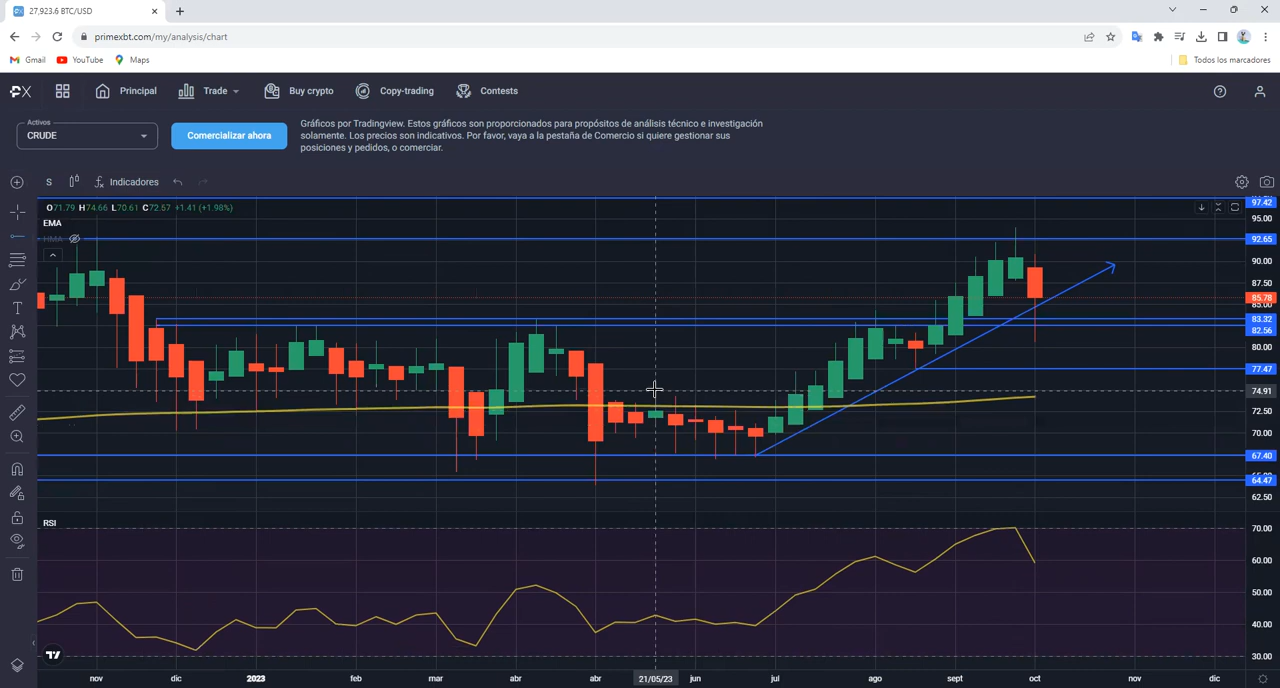 27,923.6 BTC/USD
primexbt.com/my/analysis/chart
Gmail YouTube Maps Todos los marcadores
PX Principal Trade Buy crypto Copy-trading Contests
Activos
CRUDE
Comercializar ahora
Gráficos por Tradingview. Estos gráficos son proporcionados para propósitos de análisis técnico e investigación
solamente. Los precios son indicativos. Por favor, vaya a la pestaña de Comercio si quiere gestionar sus
posiciones y pedidos, o comerciar.
S Indicadores
O71.79 H74.66 L70.61 C72.57 +1.41 (+1.98%)
EMA
HMA
97.42
95.00
92.65
90.00
87.50
85.78
85.00
83.32
82.56
80.00
77.47
74.91
72.50
70.00
67.40
65.00
64.47
62.50
RSI
70.00
60.00
50.00
40.00
30.00
nov dic 2023 feb mar abr abr 21/05/23 jun jul ago sept oct nov dic